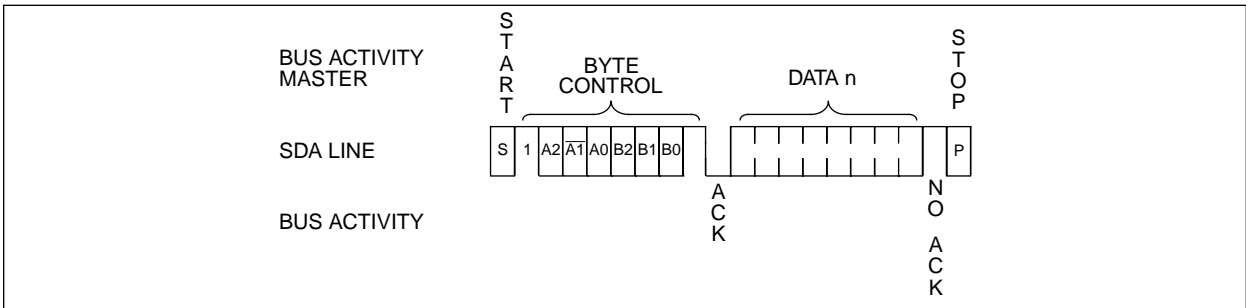 START
BUS ACTIVITY
MASTER
BYTE
CONTROL
DATA n
STOP
SDA LINE
S 1 A2 A̅1̅ A0 B2 B1 B0 P
BUS ACTIVITY
ACK
NO ACK